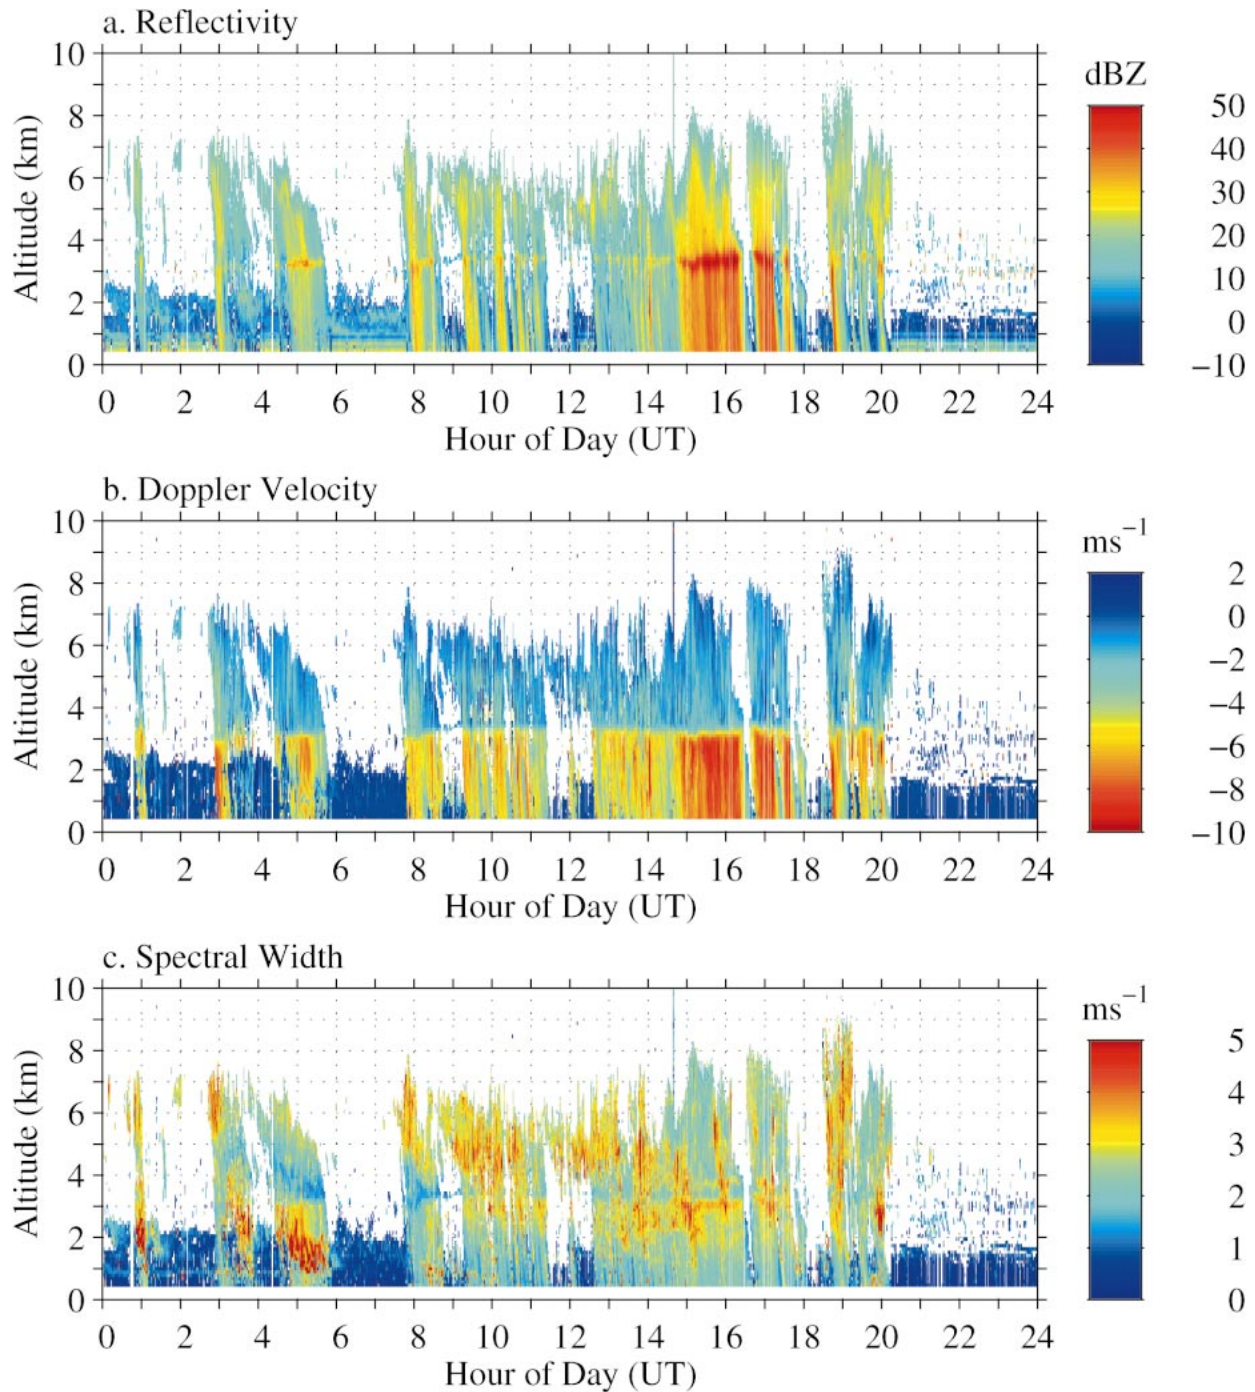 a. Reflectivity
10
8
6
4
2
0
Altitude (km)
0 2 4 6 8 10 12 14 16 18 20 22 24
Hour of Day (UT)
dBZ
50
40
30
20
10
0
−10
b. Doppler Velocity
10
8
6
4
2
0
Altitude (km)
0 2 4 6 8 10 12 14 16 18 20 22 24
Hour of Day (UT)
ms−1
2
0
−2
−4
−6
−8
−10
c. Spectral Width
10
8
6
4
2
0
Altitude (km)
0 2 4 6 8 10 12 14 16 18 20 22 24
Hour of Day (UT)
ms−1
5
4
3
2
1
0